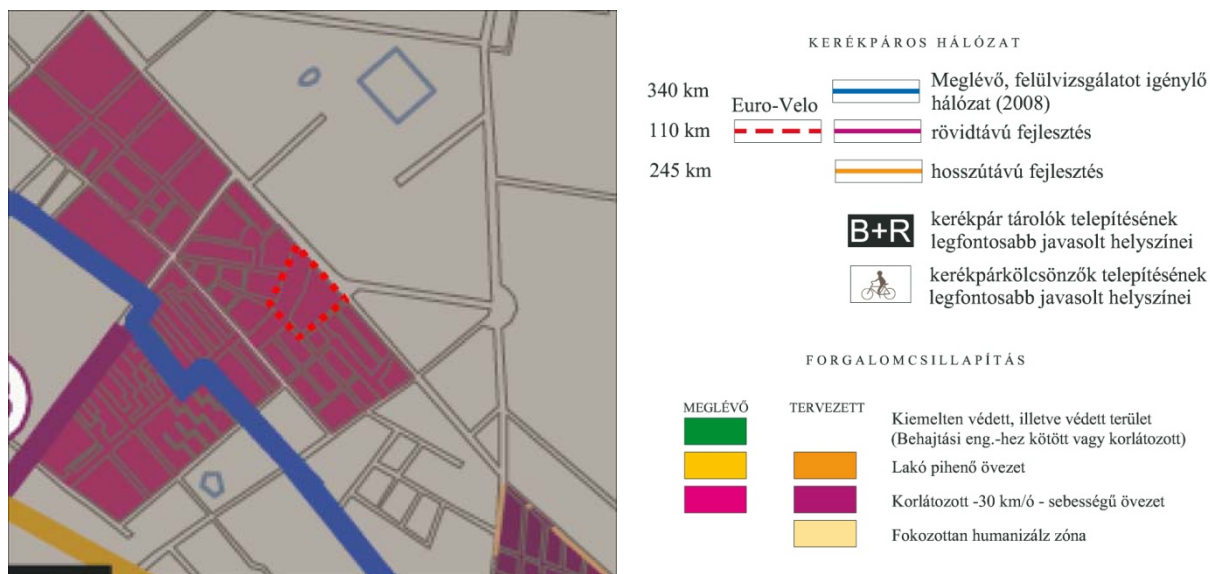 KERÉKPÁROS HÁLÓZAT
340 km
Meglévő, felülvizsgálatot igénylő
hálózat (2008)
Euro-Velo
110 km
rövidtávú fejlesztés
245 km
hosszútávú fejlesztés
B+R
kerékpár tárolók telepítésének
legfontosabb javasolt helyszínei
kerékpárkölcsönzők telepítésének
legfontosabb javasolt helyszínei
FORGALOMCSILLAPÍTÁS
MEGLÉVŐ
TERVEZETT
Kiemelten védett, illetve védett terület
(Behajtási eng.-hez kötött vagy korlátozott)
Lakó pihenő övezet
Korlátozott -30 km/ó - sebességű övezet
Fokozottan humanizálz zóna